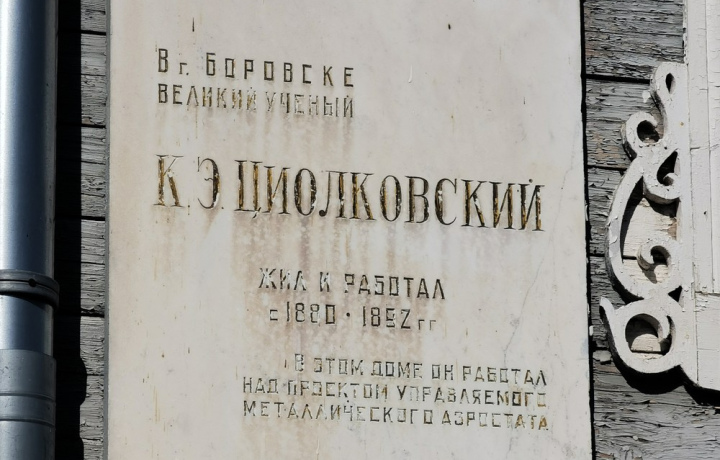 В г. БОРОВСКЕ
ВЕЛИКИЙ УЧЕНЫЙ
К. Э. ЦИОЛКОВСКИЙ
ЖИЛ И РАБОТАЛ
с 1880 · 1892 гг
В ЭТОМ ДОМЕ ОН РАБОТАЛ
НАД ПРОЕКТОМ УПРАВЛЯЕМОГО
МЕТАЛЛИЧЕСКОГО АЭРОСТАТА